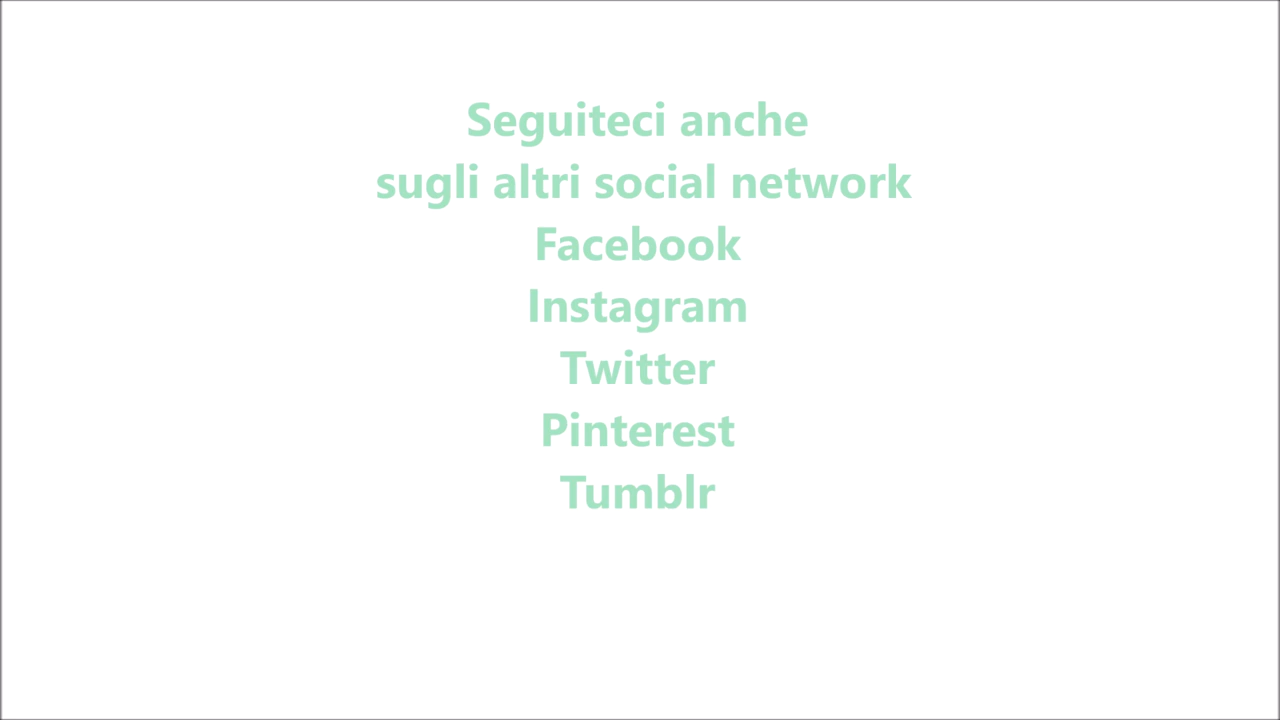 Seguiteci anche
sugli altri social network
Facebook
Instagram
Twitter
Pinterest
Tumblr